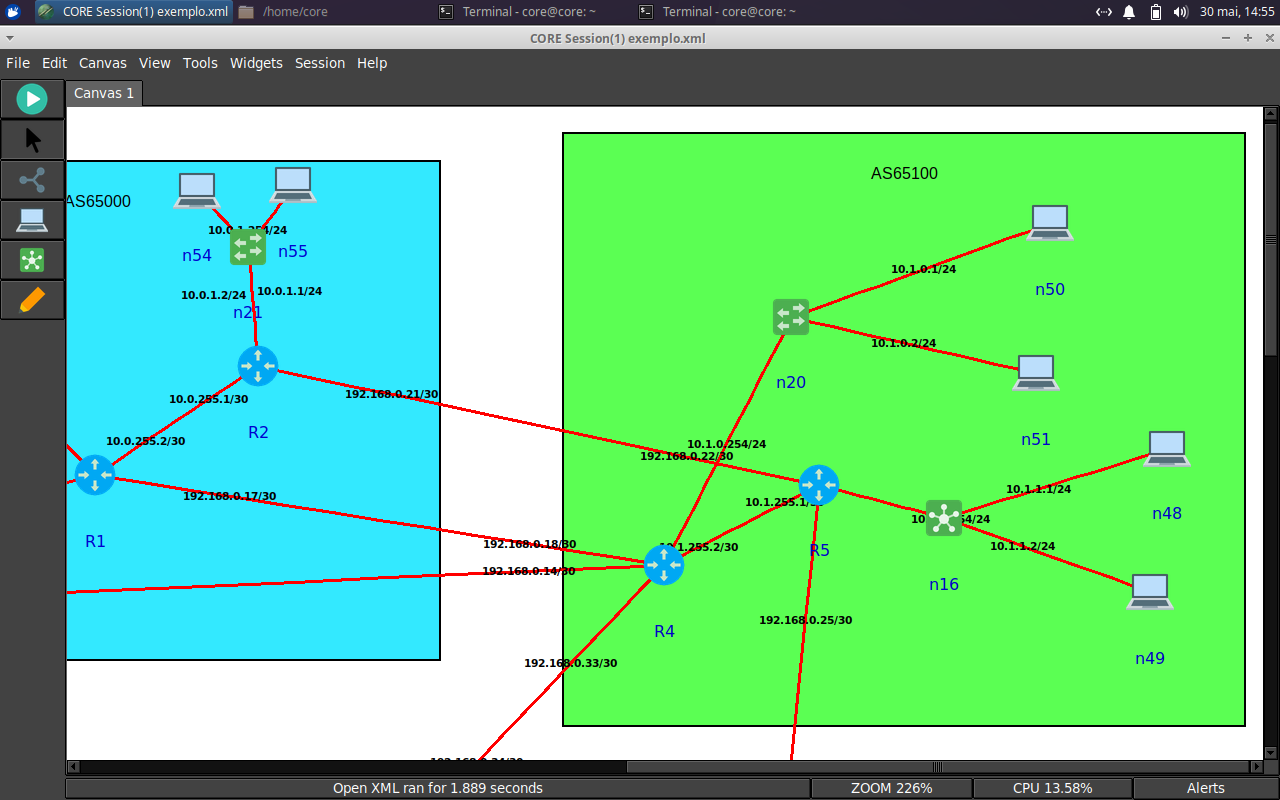 CORE Session(1) exemplo.xml
/home/core
Terminal - core@core: ~
Terminal - core@core: ~
30 mai, 14:55
CORE Session(1) exemplo.xml
File Edit Canvas View Tools Widgets Session Help
Canvas 1
AS65000
n54
n55
10.0.1.2/24
10.0.1.1/24
n21
10.0.255.1/30
192.168.0.21/30
R2
10.0.255.2/30
192.168.0.17/30
R1
AS65100
10.1.0.1/24
n50
10.1.0.2/24
n20
n51
10.1.0.254/24
192.168.0.22/30
10.1.1.1/24
n48
10.1.1.2/24
R5
192.168.0.18/30
192.168.0.14/30
n16
R4
192.168.0.25/30
n49
192.168.0.33/30
Open XML ran for 1.889 seconds
ZOOM 226%
CPU 13.58%
Alerts